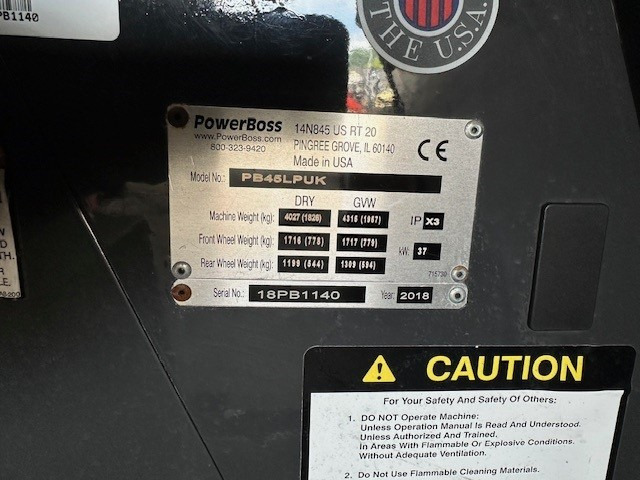 PB1140
THE U.S.A.
PowerBoss
14N845 US RT 20
www.PowerBoss.com
PINGREE GROVE, IL 60140
800-323-9420
Made in USA
CE
Model No.: PB45LPUK
DRY GVW
Machine Weight (kg): 4027 (1826) 4315 (1957) IP X3
Front Wheel Weight (kg): 1716 (778) 1717 (779) kW: 37
Rear Wheel Weight (kg): 1199 (544) 1309 (594)
715730
Serial No.: 18PB1140 Year: 2018
CAUTION
For Your Safety And Safety Of Others:
1. DO NOT Operate Machine:
Unless Operation Manual Is Read And Understood.
Unless Authorized And Trained.
In Areas With Flammable Or Explosive Conditions.
Without Adequate Ventilation.
2. Do Not Use Flammable Cleaning Materials.